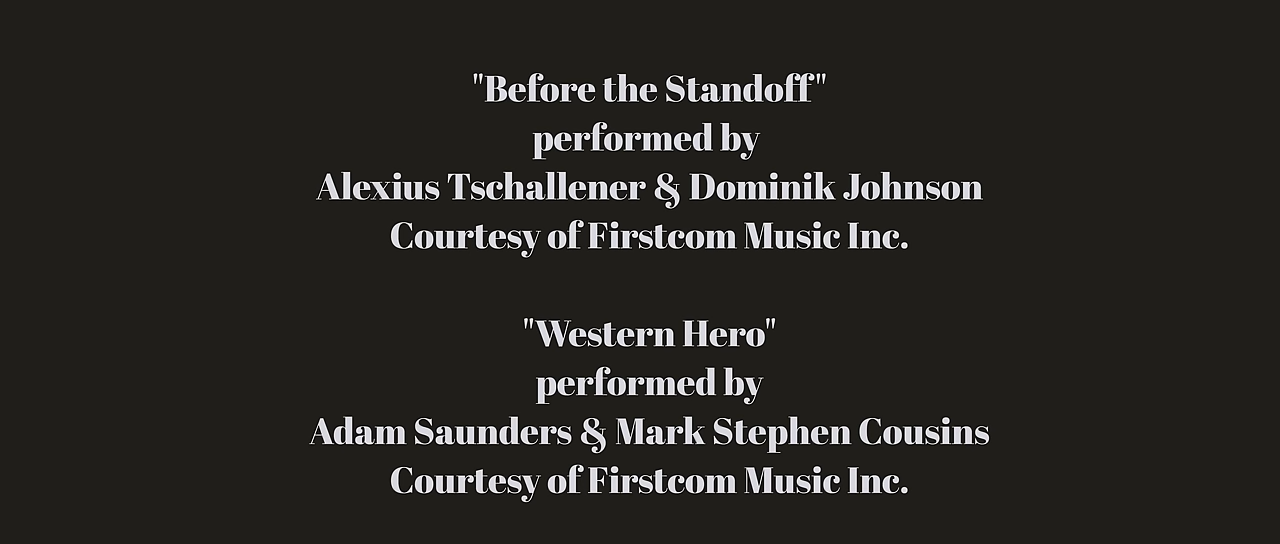 "Before the Standoff"
performed by
Alexius Tschallener & Dominik Johnson
Courtesy of Firstcom Music Inc.
"Western Hero"
performed by
Adam Saunders & Mark Stephen Cousins
Courtesy of Firstcom Music Inc.